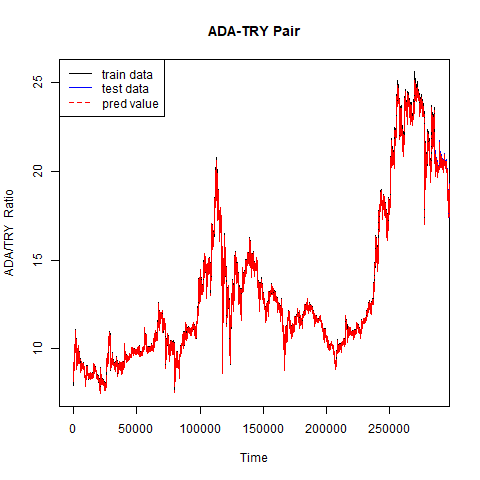 ADA-TRY Pair
train data
test data
pred value
25
20
15
10
ADA/TRY Ratio
0
50000
100000
150000
200000
250000
Time